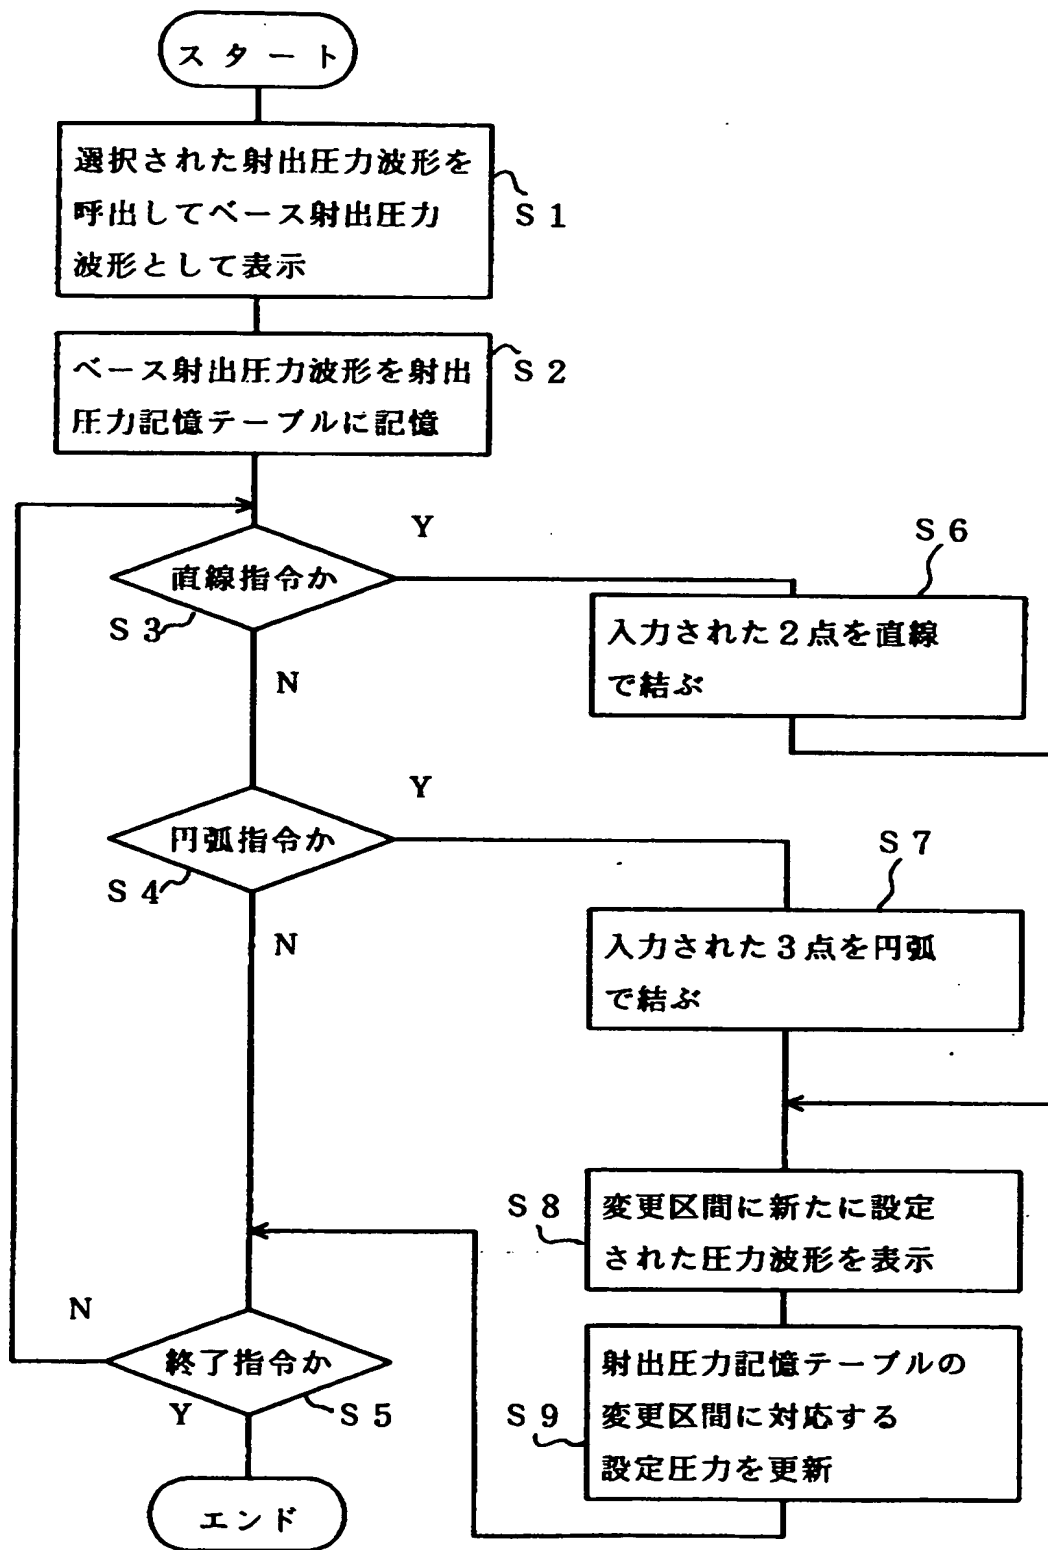 スタート
選択された射出圧力波形を
呼出してベース射出圧力
波形として表示
S1
ベース射出圧力波形を射出
圧力記憶テーブルに記憶
S2
直線指令か
S3
Y
N
S6
入力された2点を直線
で結ぶ
円弧指令か
S4
Y
N
S7
入力された3点を円弧
で結ぶ
S8
変更区間に新たに設定
された圧力波形を表示
S9
射出圧力記憶テーブルの
変更区間に対応する
設定圧力を更新
N
終了指令か
Y
S5
エンド